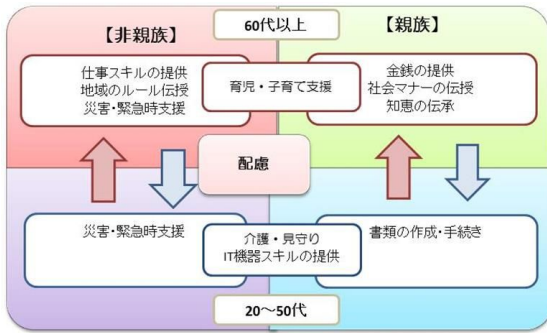 60代以上
【非親族】
【親族】
仕事スキルの提供
地域のルール伝授
災害・緊急時支援
育児・子育て支援
金銭の提供
社会マナーの伝授
知恵の伝承
配慮
災害・緊急時支援
介護・見守り
IT機器スキルの提供
書類の作成・手続き
20～50代